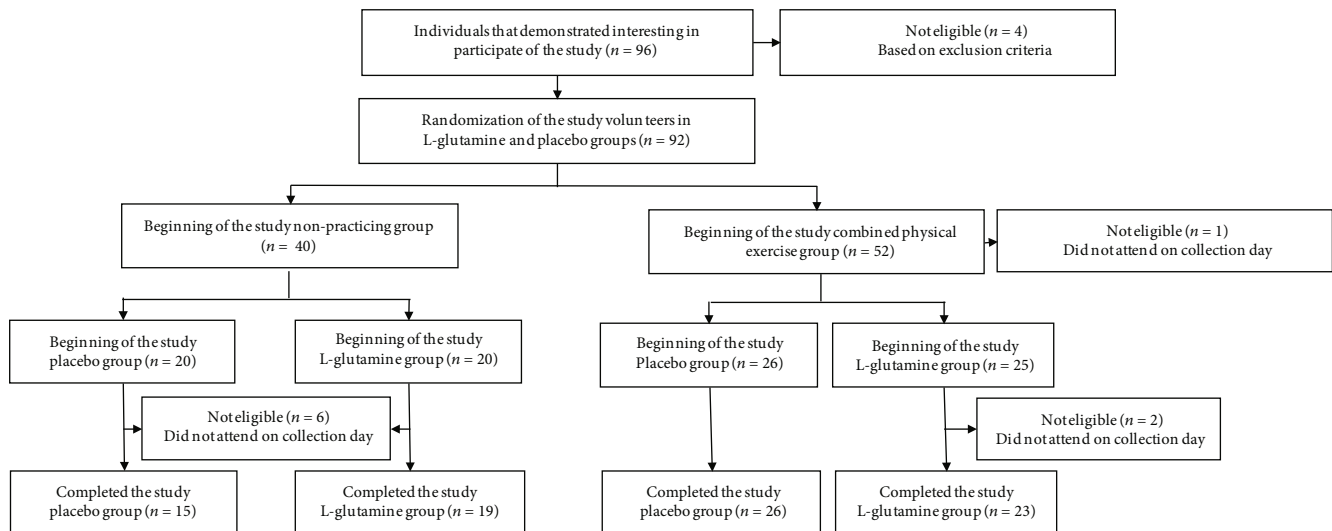 Individuals that demonstrated interesting in
participate of the study (n = 96)
Not eligible (n = 4)
Based on exclusion criteria
Randomization of the study volunteers in
L-glutamine and placebo groups (n = 92)
Beginning of the study non-practicing group
(n = 40)
Beginning of the study combined physical
exercise group (n = 52)
Not eligible (n = 1)
Did not attend on collection day
Beginning of the study
placebo group (n = 20)
Beginning of the study
L-glutamine group (n = 20)
Beginning of the study
Placebo group (n = 26)
Beginning of the study
L-glutamine group (n = 25)
Not eligible (n = 6)
Did not attend on collection day
Not eligible (n = 2)
Did not attend on collection day
Completed the study
placebo group (n = 15)
Completed the study
L-glutamine group (n = 19)
Completed the study
placebo group (n = 26)
Completed the study
L-glutamine group (n = 23)